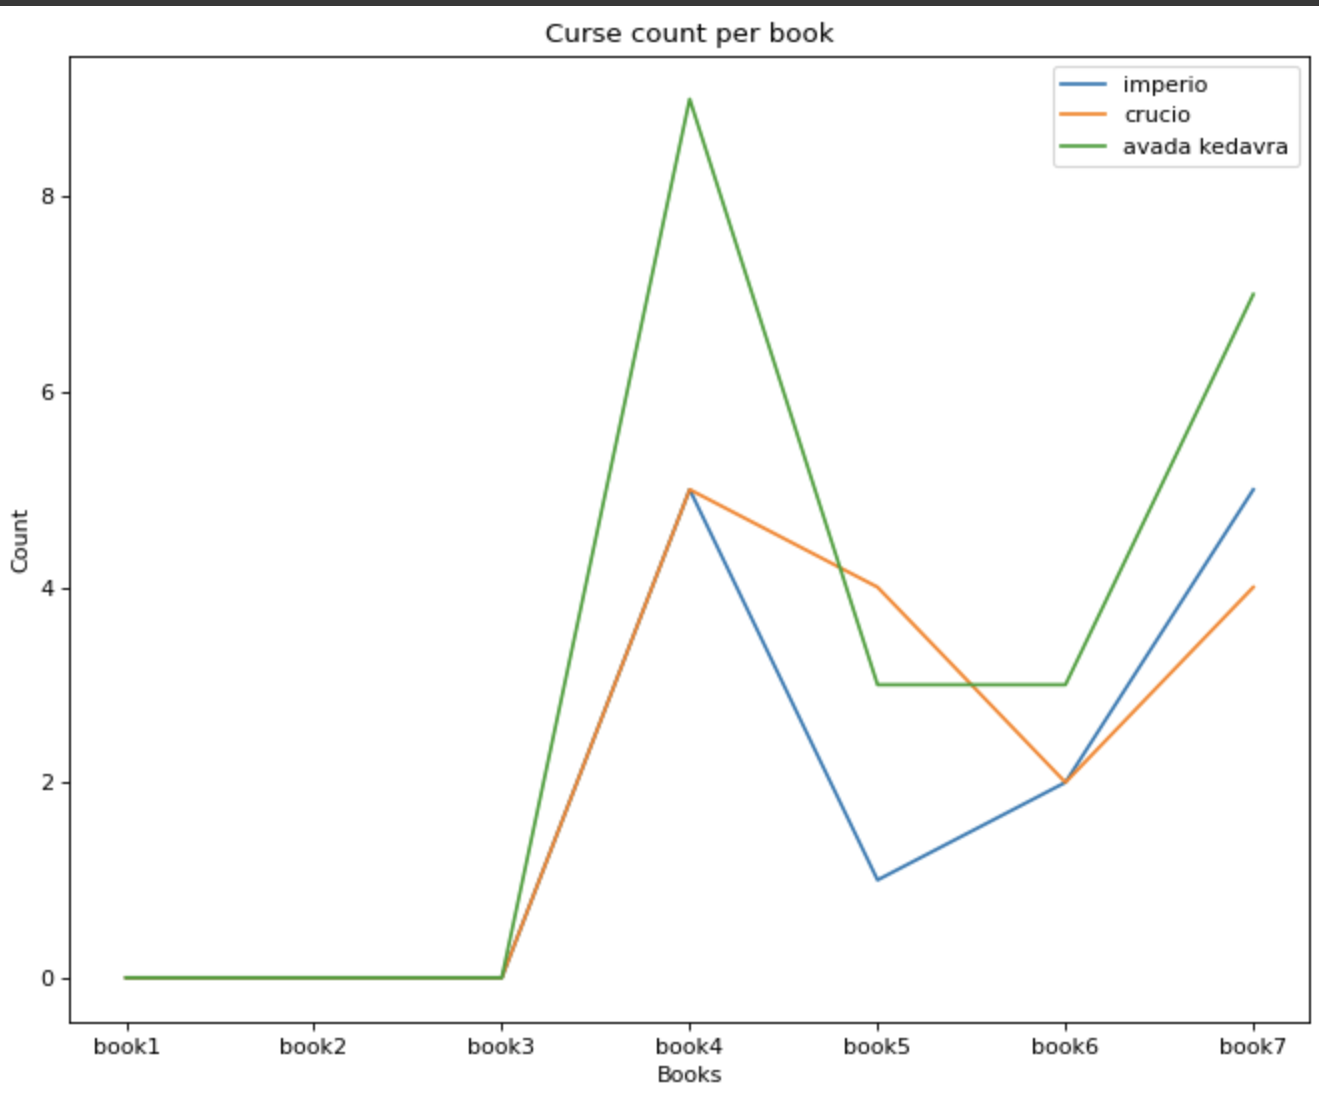 Curse count per book
imperio
crucio
avada kedavra
Count
8
6
4
2
0
book1 book2 book3 book4 book5 book6 book7
Books